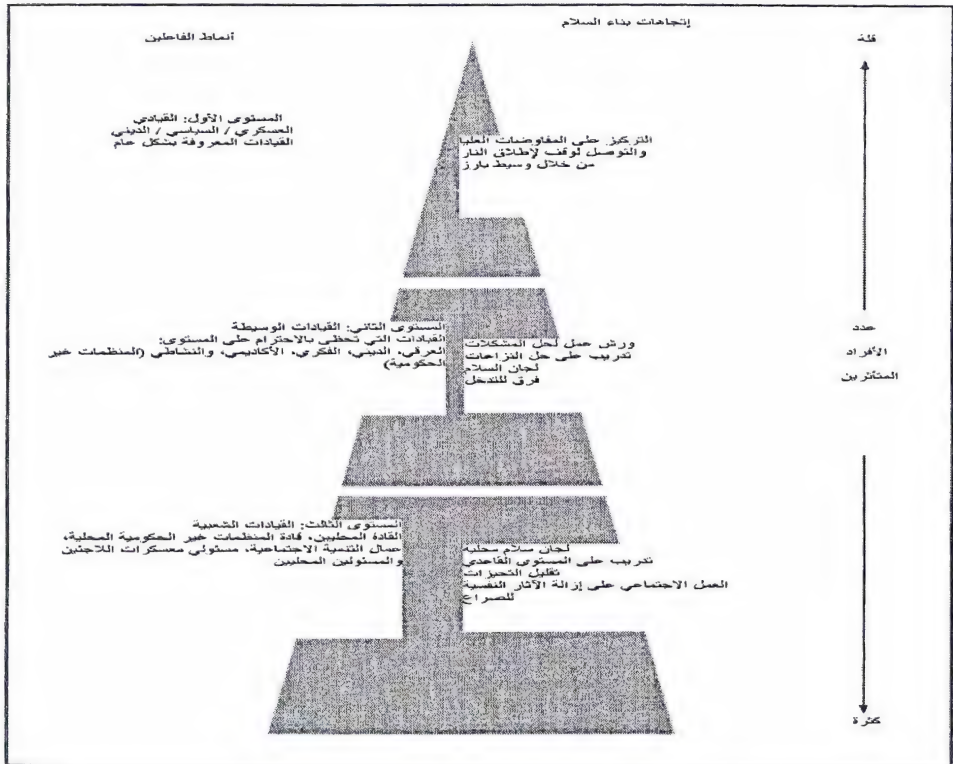 أنماط الفاعلين
إتجاهات بناء السلام
قلة
المستوى الأول: القيادي
العسكري / السياسي / الديني
القيادات المعروفة بشكل عام
التركيز على المفاوضات العليا
والتوصل لوقف لإطلاق النار
من خلال وسيط بارز
المستوى الثاني: القيادات الوسيطة
القيادات التي تحظى بالاحترام على المستوى:
العرقي، الديني، الفكري، الأكاديمي، والنشاطي (المنظمات غير
الحكومية)
ورش عمل لحل المشكلات
تدريب على حل النزاعات
لجان السلام
فرق للتدخل
عدد
الأفراد
المتأثرين
المستوى الثالث: القيادات الشعبية
القادة المحليين، قادة المنظمات خير الحكومية المحلية،
عمال التنمية الاجتماعية، مسئولي معسكرات اللاجئين
والمسئولين المحليين
لجان سلام محلية
تدريب على المستوى القاعدي
تقليل التحيزات
العمل الاجتماعي على إزالة الآثار النفسية
للصراع
كثرة